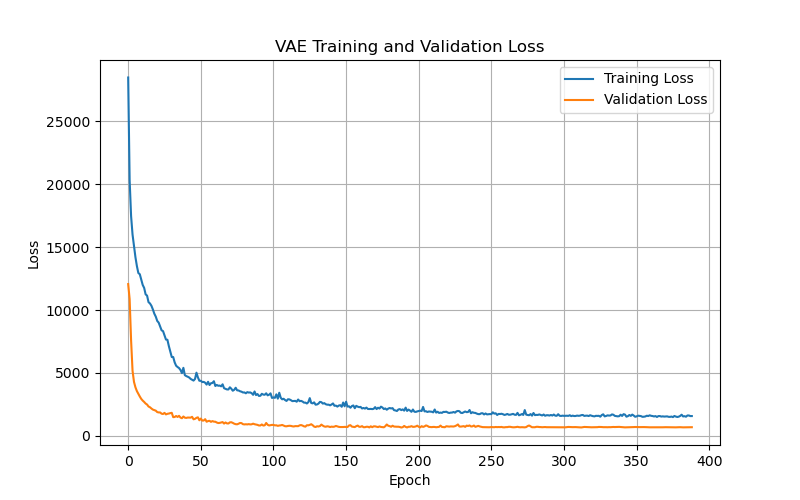 VAE Training and Validation Loss
Training Loss
Validation Loss
25000
20000
15000
10000
5000
0
Loss
0 50 100 150 200 250 300 350 400
Epoch